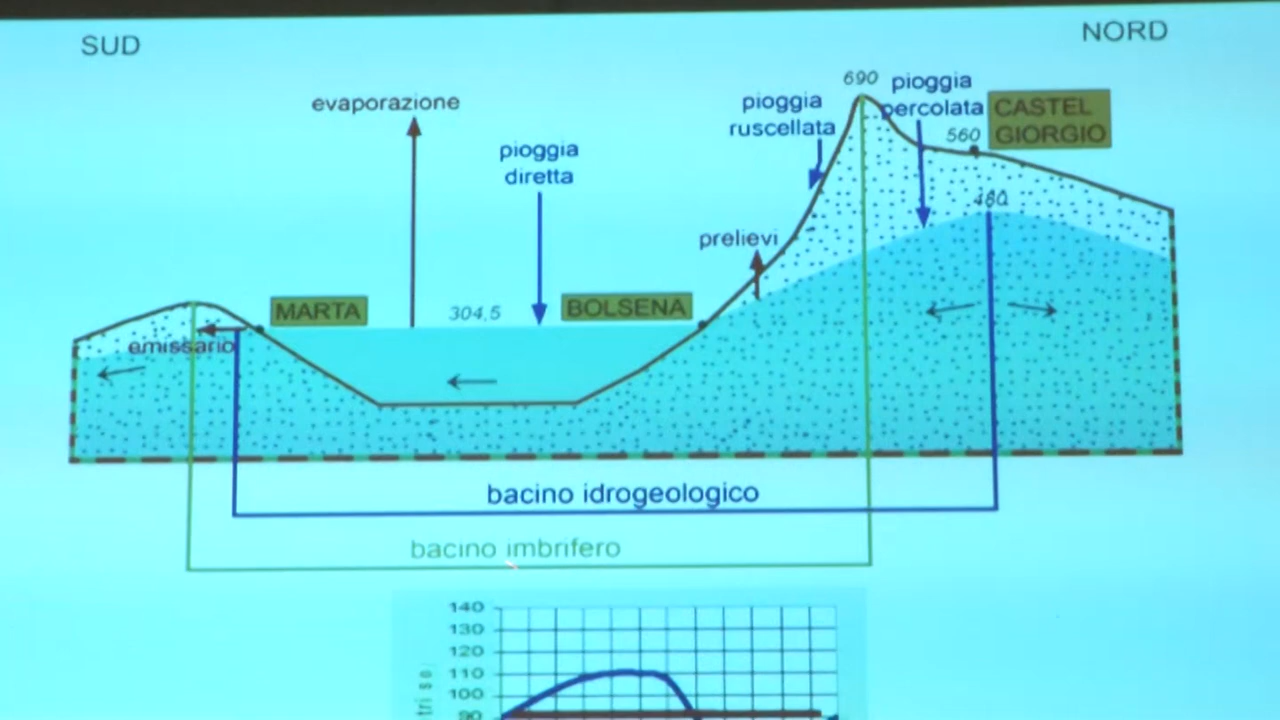 SUD
NORD
evaporazione
pioggia
diretta
pioggia
ruscellata
690
pioggia
percolata
CASTEL
GIORGIO
560
480
prelievi
MARTA
304,5
BOLSENA
emissario
bacino idrogeologico
bacino imbrifero
140
130
120
110
100
90